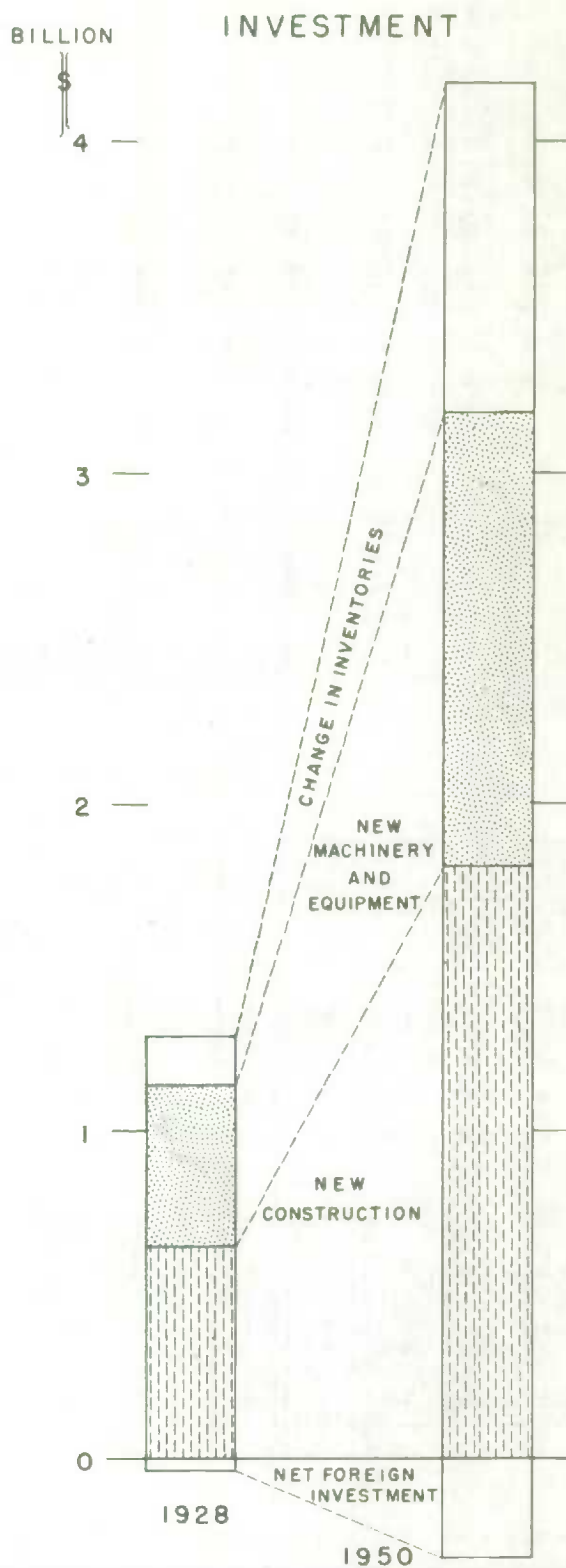 INVESTMENT
BILLION
$
4
3
2
1
0
CHANGE IN INVENTORIES
NEW
MACHINERY
AND
EQUIPMENT
NEW
CONSTRUCTION
NET FOREIGN
INVESTMENT
1928
1950